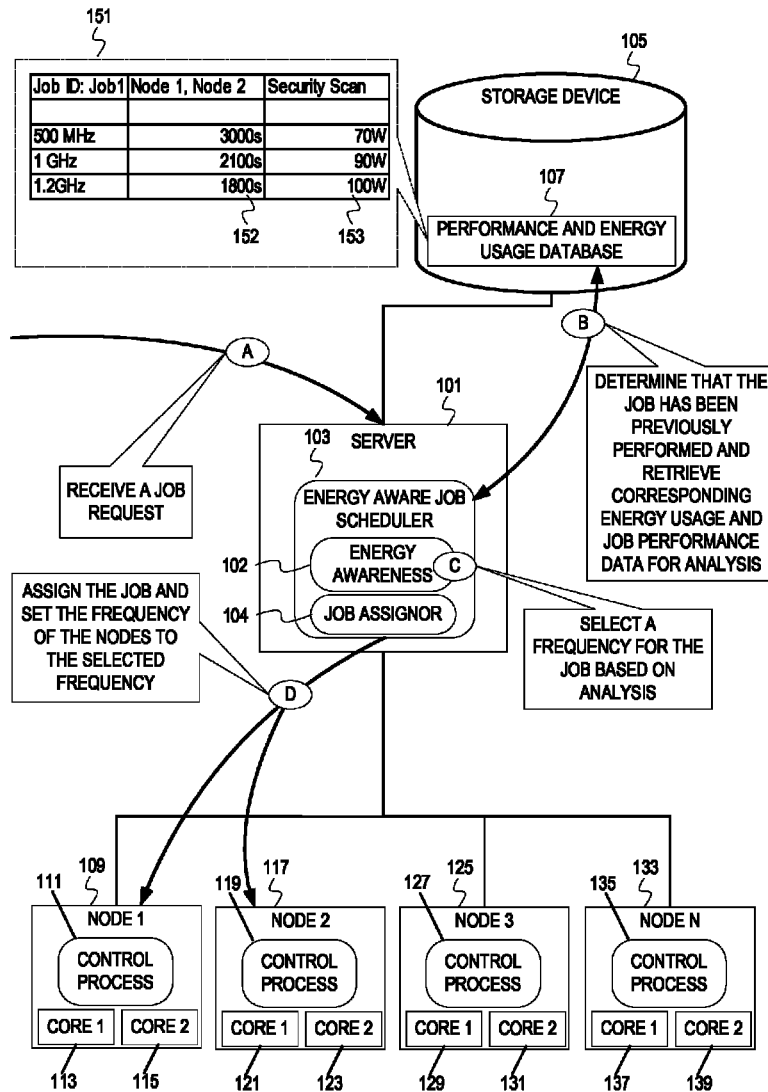 151
Job ID: Job1 Node 1, Node 2 Security Scan
500 MHz 3000s 70W
1 GHz 2100s 90W
1.2GHz 1800s 100W
152 153
105
STORAGE DEVICE
107
PERFORMANCE AND ENERGY
USAGE DATABASE
A
RECEIVE A JOB
REQUEST
B
DETERMINE THAT THE
JOB HAS BEEN
PREVIOUSLY
PERFORMED AND
RETRIEVE
CORRESPONDING
ENERGY USAGE AND
JOB PERFORMANCE
DATA FOR ANALYSIS
101
SERVER
103
ENERGY AWARE JOB
SCHEDULER
102
ENERGY
AWARENESS
C
104
JOB ASSIGNOR
SELECT A
FREQUENCY FOR THE
JOB BASED ON
ANALYSIS
ASSIGN THE JOB AND
SET THE FREQUENCY
OF THE NODES TO
THE SELECTED
FREQUENCY
D
109
111
NODE 1
CONTROL
PROCESS
CORE 1 CORE 2
113 115
117
119
NODE 2
CONTROL
PROCESS
CORE 1 CORE 2
121 123
125
127
NODE 3
CONTROL
PROCESS
CORE 1 CORE 2
129 131
133
135
NODE N
CONTROL
PROCESS
CORE 1 CORE 2
137 139